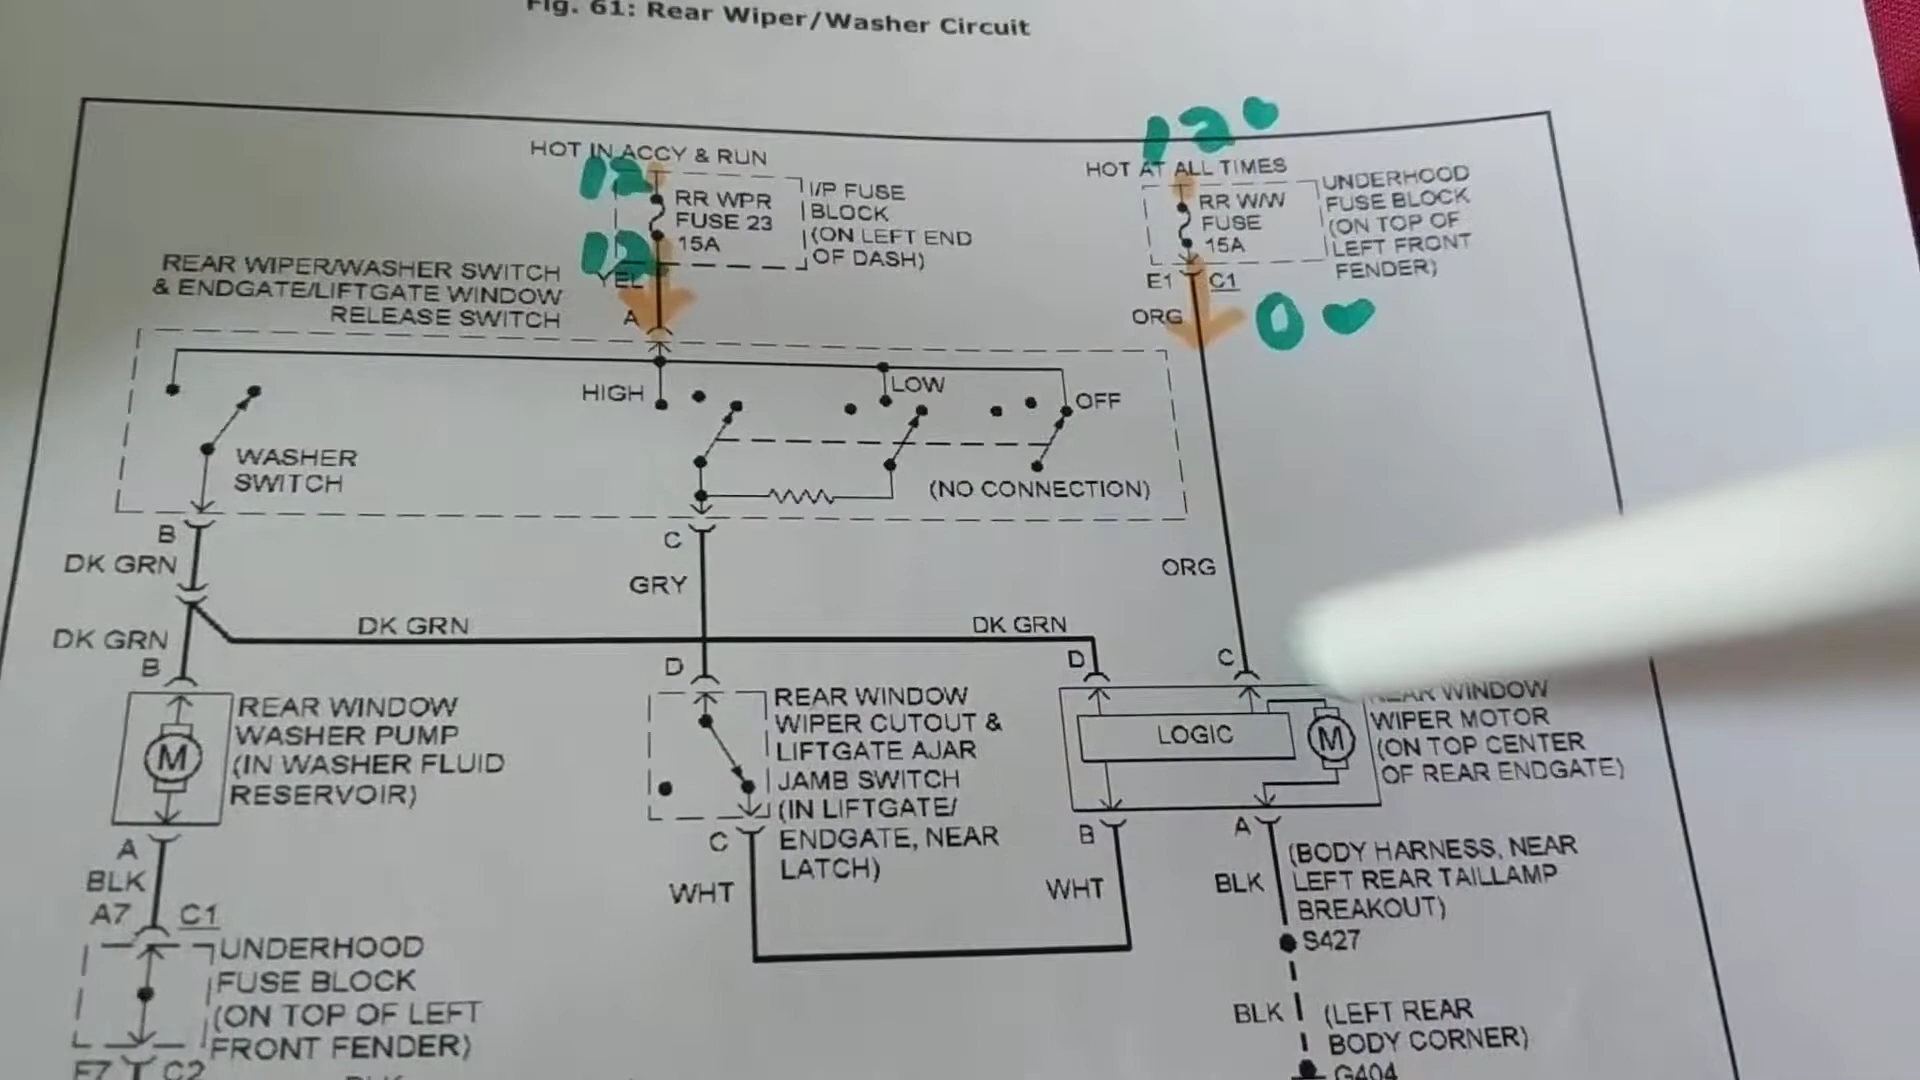 Fig. 61: Rear Wiper/Washer Circuit
12
HOT IN ACCY & RUN
HOT AT ALL TIMES
12
RR WPR
FUSE 23
15A
I/P FUSE
BLOCK
(ON LEFT END
OF DASH)
RR W/W
FUSE
15A
UNDERHOOD
FUSE BLOCK
(ON TOP OF
LEFT FRONT
FENDER)
12
REAR WIPER/WASHER SWITCH
& ENDGATE/LIFTGATE WINDOW
RELEASE SWITCH
YEL
A
E1
C1
ORG
0
HIGH
LOW
OFF
WASHER
SWITCH
(NO CONNECTION)
B
C
DK GRN
GRY
ORG
DK GRN
DK GRN
DK GRN
B
D
D
C
REAR WINDOW
WASHER PUMP
(IN WASHER FLUID
RESERVOIR)
M
REAR WINDOW
WIPER CUTOUT &
LIFTGATE AJAR
JAMB SWITCH
(IN LIFTGATE/
ENDGATE, NEAR
LATCH)
LOGIC
M
REAR WINDOW
WIPER MOTOR
(ON TOP CENTER
OF REAR ENDGATE)
A
C
B
A
BLK
WHT
WHT
BLK
(BODY HARNESS, NEAR
LEFT REAR TAILLAMP
BREAKOUT)
A7
C1
S427
UNDERHOOD
FUSE BLOCK
(ON TOP OF LEFT
FRONT FENDER)
BLK
(LEFT REAR
BODY CORNER)
C2
G404